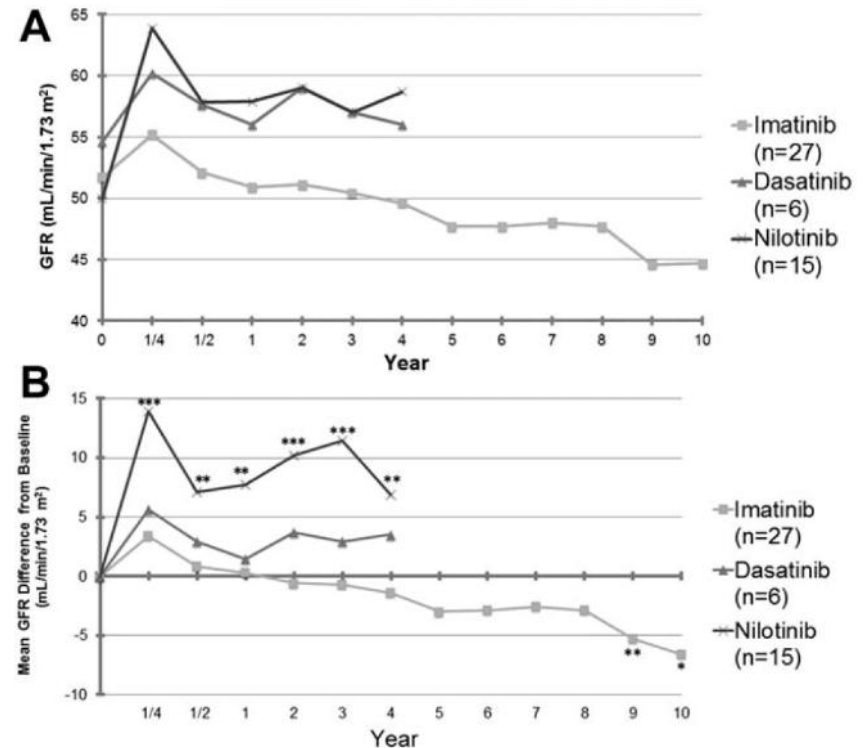 A
65
60
55
50
45
40
GFR (mL/min/1.73 m²)
0 1/4 1/2 1 2 3 4 5 6 7 8 9 10
Year
Imatinib
(n=27)
Dasatinib
(n=6)
Nilotinib
(n=15)
B
15
10
5
0
-5
-10
Mean GFR Difference from Baseline
(mL/min/1.73 m²)
***
**
**
***
***
**
**
*
1/4 1/2 1 2 3 4 5 6 7 8 9 10
Year
Imatinib
(n=27)
Dasatinib
(n=6)
Nilotinib
(n=15)